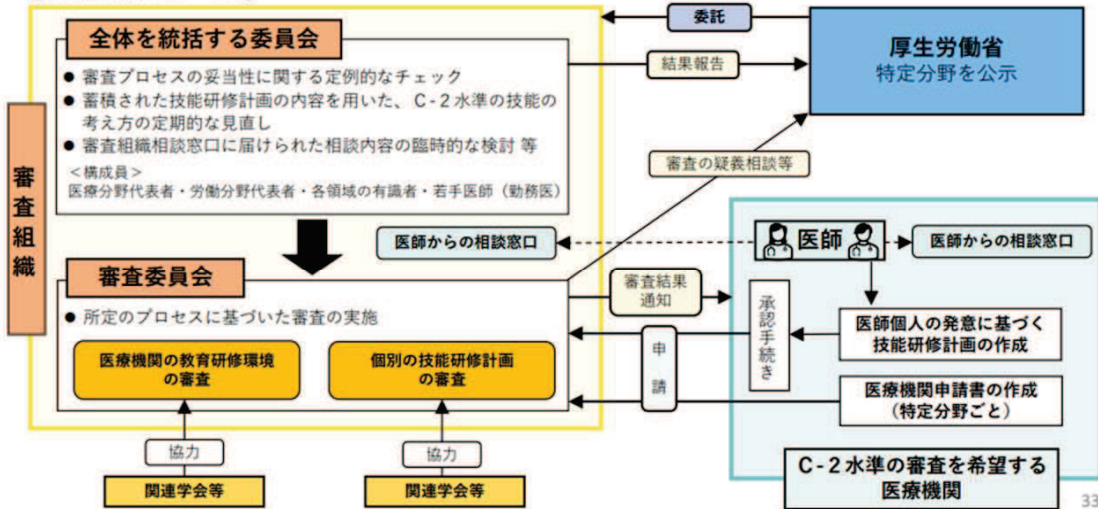 全体を統括する委員会
● 審査プロセスの妥当性に関する定例的なチェック
● 蓄積された技能研修計画の内容を用いた、C-2水準の技能の
考え方の定期的な見直し
● 審査組織相談窓口に届けられた相談内容の臨時的な検討 等
＜構成員＞
医療分野代表者・労働分野代表者・各領域の有識者・若手医師（勤務医）
審査組織
委託
結果報告
厚生労働省
特定分野を公示
審査の疑義相談等
医師からの相談窓口
医師
医師からの相談窓口
審査委員会
● 所定のプロセスに基づいた審査の実施
医療機関の教育研修環境
の審査
個別の技能研修計画
の審査
審査結果
通知
申請
承認手続き
医師個人の発意に基づく
技能研修計画の作成
医療機関申請書の作成
（特定分野ごと）
協力
協力
関連学会等
関連学会等
C-2水準の審査を希望する
医療機関
33